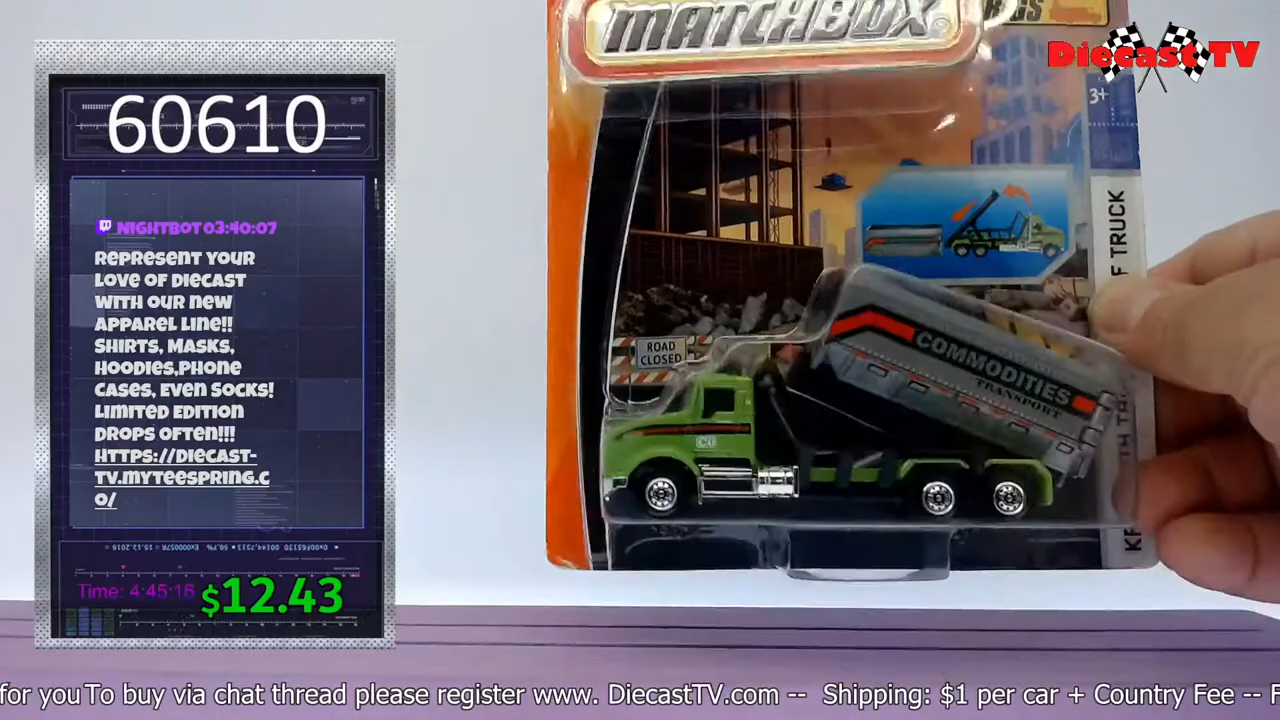 60610
NIGHTBOT 03:40:07
REPRESENT YOUR
LOVE OF DIECAST
WITH OUR NEW
APPAREL LINE!!
SHIRTS, MASKS,
HOODIES,PHONE
CASES, EVEN SOCKS!
LIMITED EDITION
DROPS OFTEN!!!
HTTPS://DIECAST-
TV.MYTEESPRING.C
O/
Time: 4:45:16
$12.43
MATCHBOX
Diecast TV
3+
F TRUCK
ROAD
CLOSED
COMMODITIES
TRANSPORT
for youTo buy via chat thread please register www. DiecastTV.com -- Shipping: $1 per car + Country Fee -- F